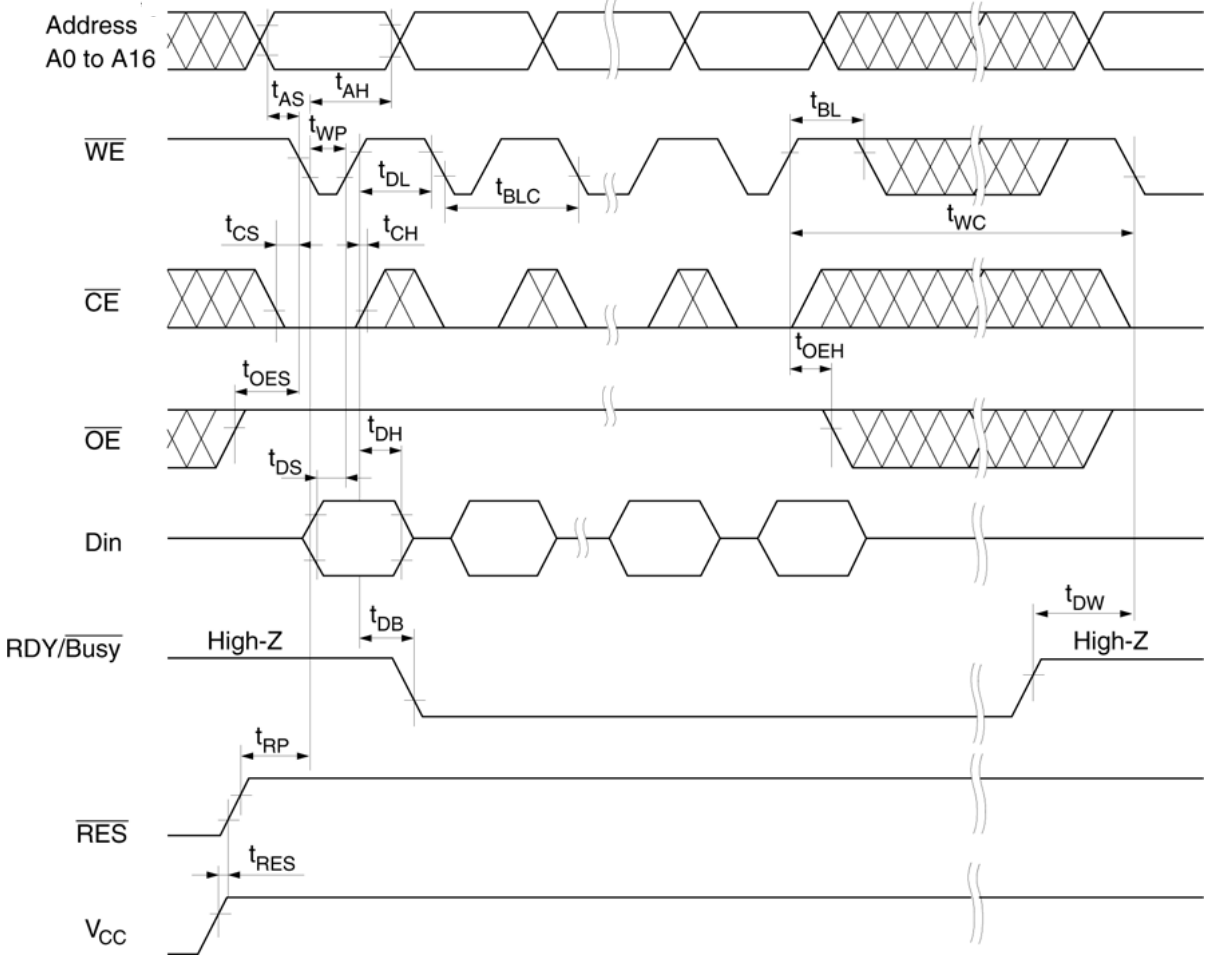 Address
A0 to A16
tAS
tAH
tWP
tBL
WE
tDL
tBLC
tWC
tCS
tCH
CE
tOEH
tOES
OE
tDH
tDS
Din
tDB
tDW
RDY/Busy
High-Z
High-Z
tRP
RES
tRES
VCC